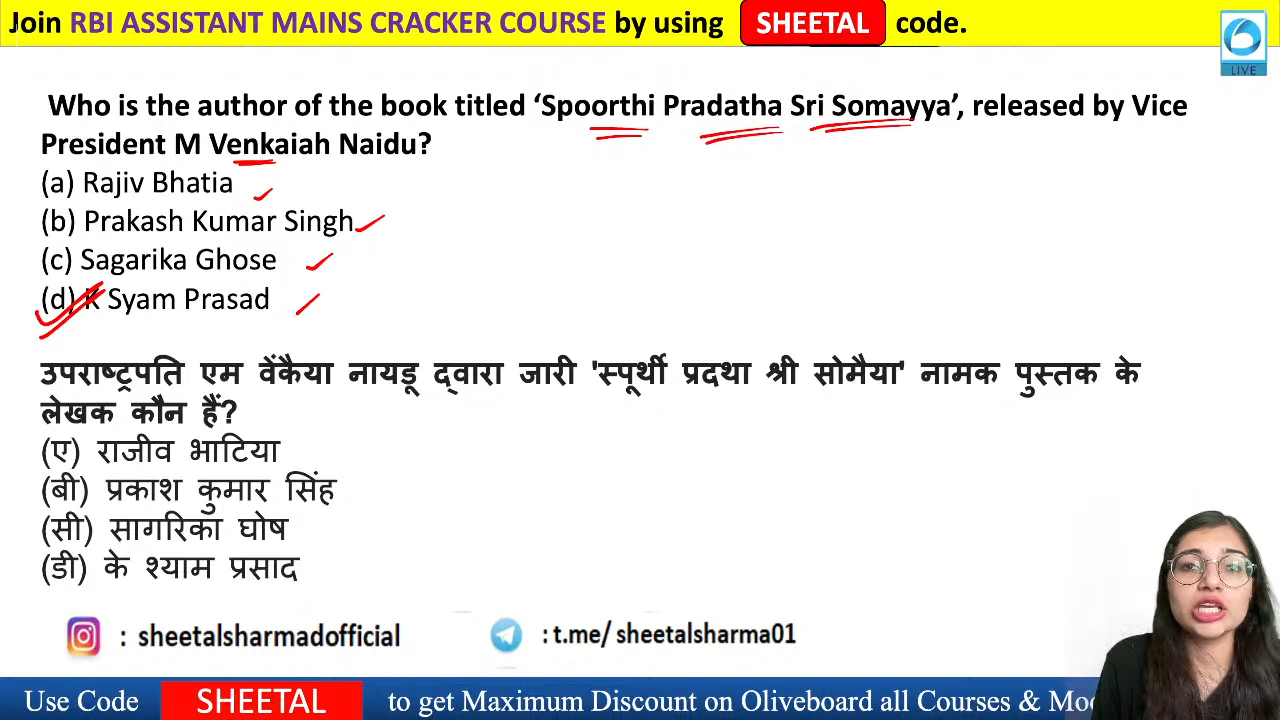 Join RBI ASSISTANT MAINS CRACKER COURSE by using SHEETAL code.
LIVE
Who is the author of the book titled ‘Spoorthi Pradatha Sri Somayya’, released by Vice
President M Venkaiah Naidu?
(a) Rajiv Bhatia
(b) Prakash Kumar Singh
(c) Sagarika Ghose
(d) K Syam Prasad
उपराष्ट्रपति एम वेंकैया नायडू द्वारा जारी 'स्पूर्थी प्रदथा श्री सोमैया' नामक पुस्तक के
लेखक कौन हैं?
(ए) राजीव भाटिया
(बी) प्रकाश कुमार सिंह
(सी) सागरिका घोष
(डी) के श्याम प्रसाद
: sheetalsharmadofficial
: t.me/ sheetalsharma01
Use Code SHEETAL to get Maximum Discount on Oliveboard all Courses &